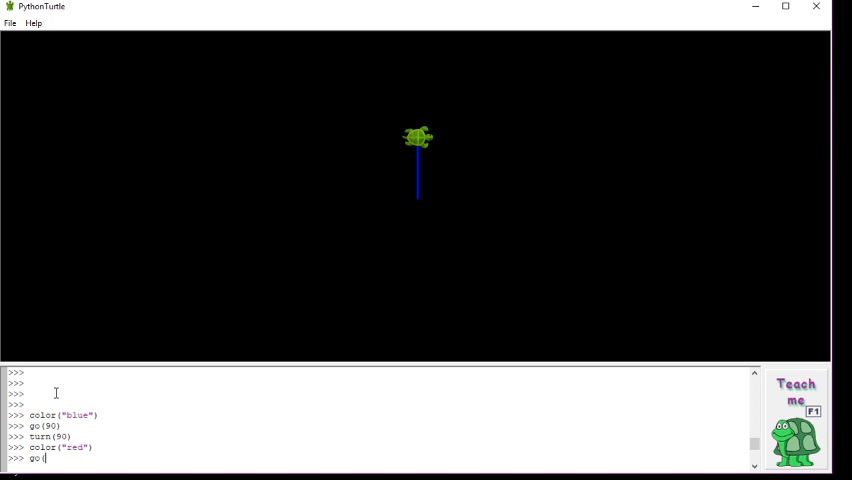 PythonTurtle
File Help
>>>
>>>
>>>
>>>
>>> color("blue")
>>> go(90)
>>> turn(90)
>>> color("red")
>>> go(
Teach
me
F1